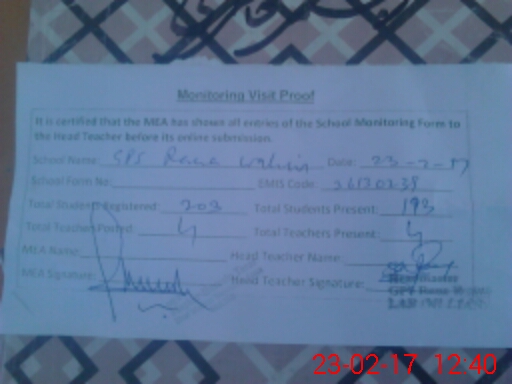 Monitoring Visit Proof
It is certified that the MEA has shown all entries of the School Monitoring Form to
the Head Teacher before its online submission.
School Name: GPS Rana Date: 23-2-17
School Form No: EMIS Code:
Total Students Registered: 203 Total Students Present: 193
Total Teachers Posted: 4 Total Teachers Present: 4
MEA Name: Head Teacher Name:
MEA Signature: Head Teacher Signature:
23-02-17 12:40